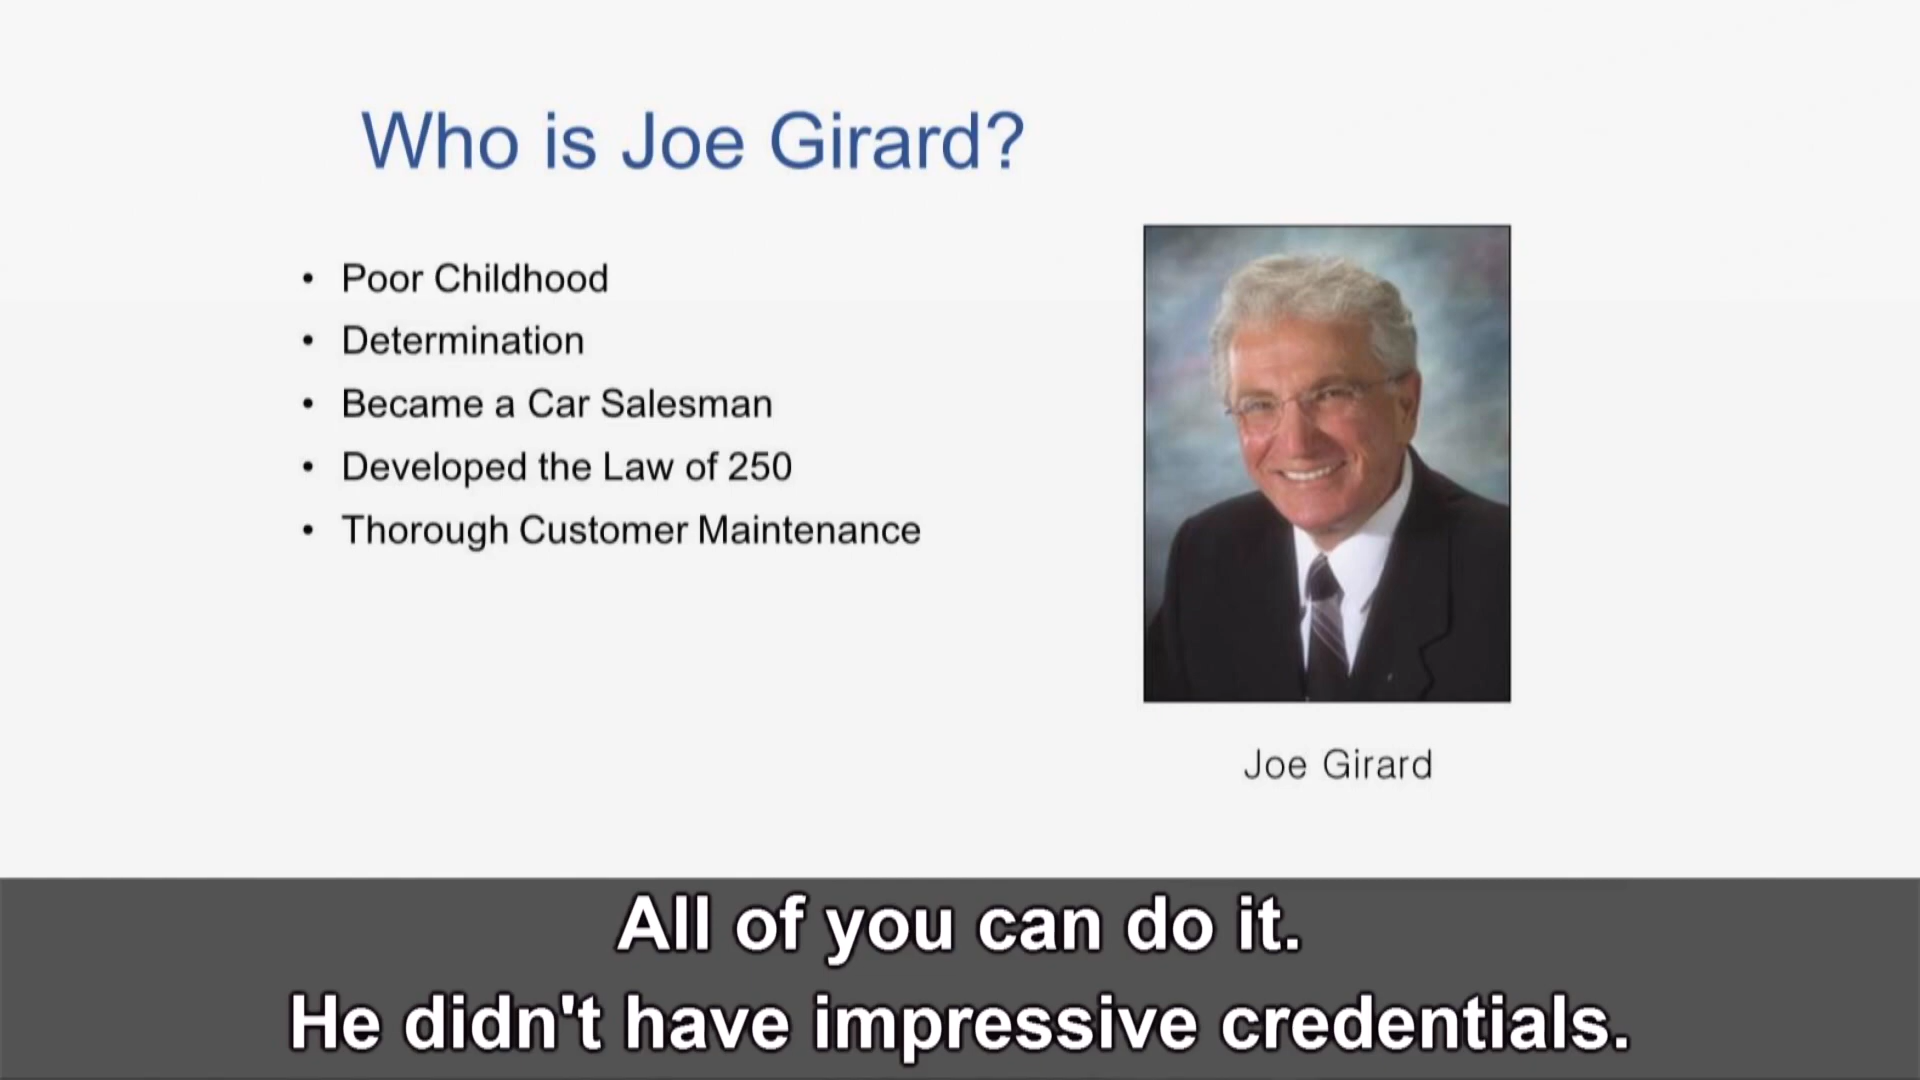 Who is Joe Girard?
• Poor Childhood
• Determination
• Became a Car Salesman
• Developed the Law of 250
• Thorough Customer Maintenance
Joe Girard
All of you can do it.
He didn't have impressive credentials.